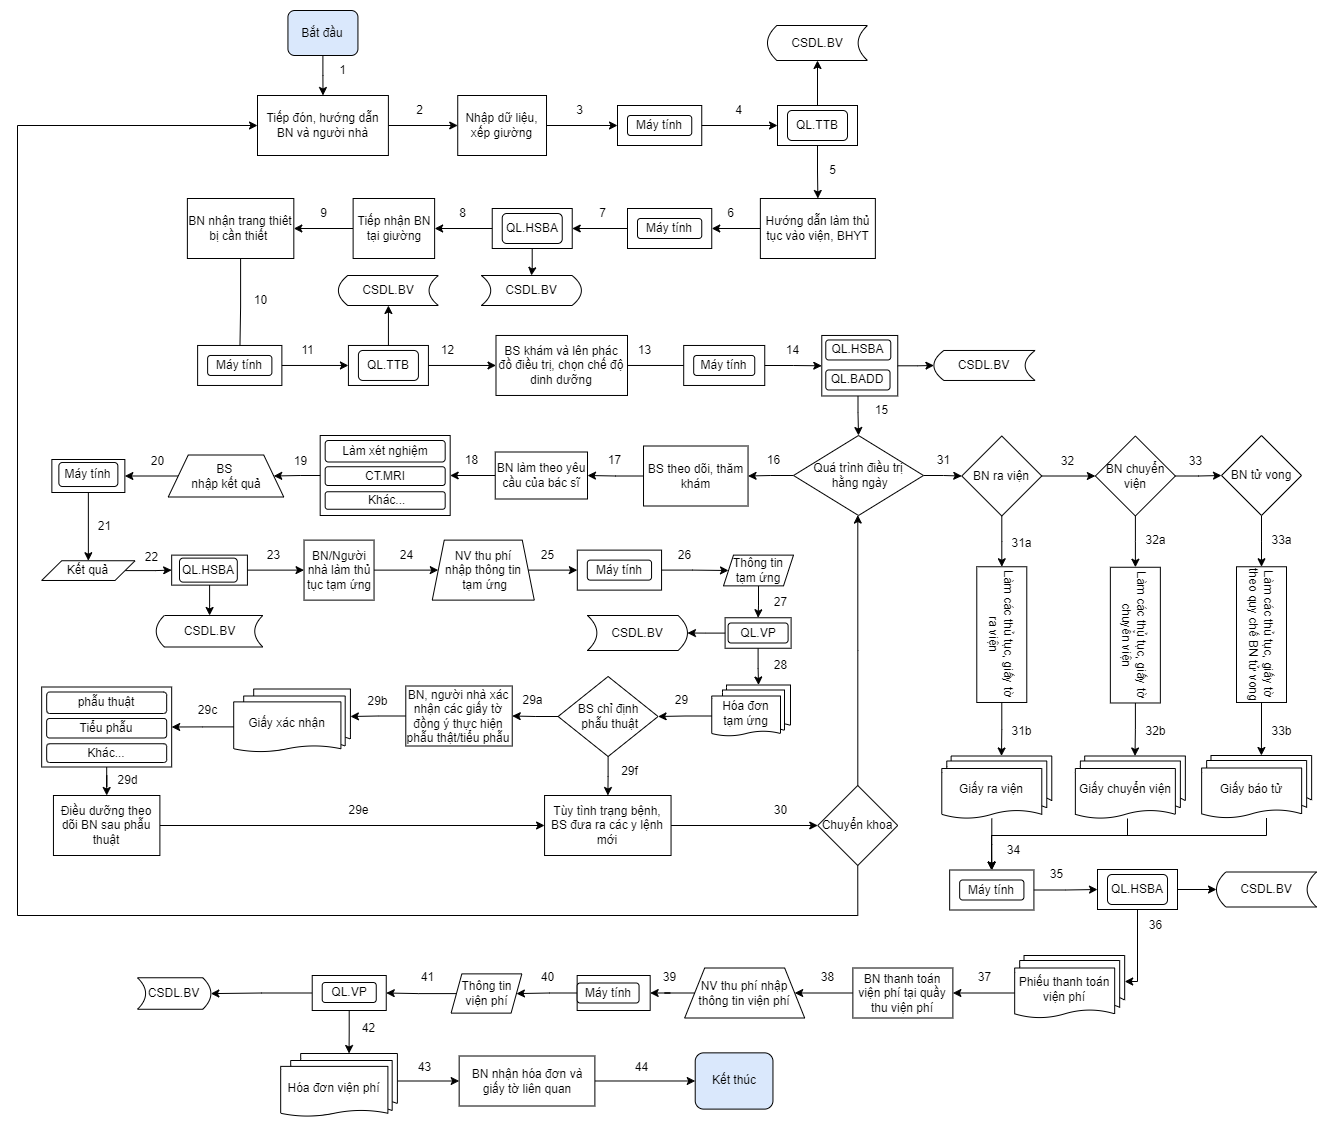 Bắt đầu
1
CSDL.BV
Tiếp đón, hướng dẫn
BN và người nhà
2
Nhập dữ liệu,
xếp giường
3
Máy tính
4
QL.TTB
5
Hướng dẫn làm thủ
tục vào viện, BHYT
6
Máy tính
7
QL.HSBA
CSDL.BV
8
Tiếp nhận BN
tại giường
9
BN nhận trang thiêt
bị cần thiết
10
CSDL.BV
Máy tính
11
QL.TTB
12
BS khám và lên phác
đồ điều trị, chọn chế độ
dinh dưỡng
13
Máy tính
14
QL.HSBA
QL.BADD
CSDL.BV
15
Quá trình điều trị
hằng ngày
16
BS theo dõi, thăm
khám
17
BN làm theo yêu
cầu của bác sĩ
18
Làm xét nghiệm
CT.MRI
Khác...
19
BS
nhập kết quả
20
Máy tính
21
Kết quả
22
QL.HSBA
CSDL.BV
23
BN/Người
nhà làm thủ
tục tạm ứng
24
NV thu phí
nhập thông tin
tạm ứng
25
Máy tính
26
Thông tin
tạm ứng
27
QL.VP
CSDL.BV
28
Hóa đơn
tạm ứng
29
BS chỉ định
phẫu thuật
29a
BN, người nhà xác
nhận các giấy tờ
đồng ý thực hiện
phẫu thật/tiểu phẫu
29b
Giấy xác nhận
29c
phẫu thuật
Tiểu phẫu
Khác...
29d
Điều dưỡng theo
dõi BN sau phẫu
thuật
29e
29f
Tùy tình trạng bệnh,
BS đưa ra các y lệnh
mới
30
Chuyển khoa
31
BN ra viện
32
BN chuyển
viện
33
BN tử vong
31a
Làm các thủ tục, giấy tờ
ra viện
31b
Giấy ra viện
32a
Làm các thủ tục, giấy tờ
chuyển viện
32b
Giấy chuyển viện
33a
Làm các thủ tục, giấy tờ
theo quy chế BN tử vong
33b
Giấy báo tử
34
Máy tính
35
QL.HSBA
CSDL.BV
36
Phiếu thanh toán
viện phí
37
BN thanh toán
viện phí tại quầy
thu viện phí
38
NV thu phí nhập
thông tin viện phí
39
Máy tính
40
Thông tin
viện phí
41
QL.VP
CSDL.BV
42
Hóa đơn viện phí
43
BN nhận hóa đơn và
giấy tờ liên quan
44
Kết thúc